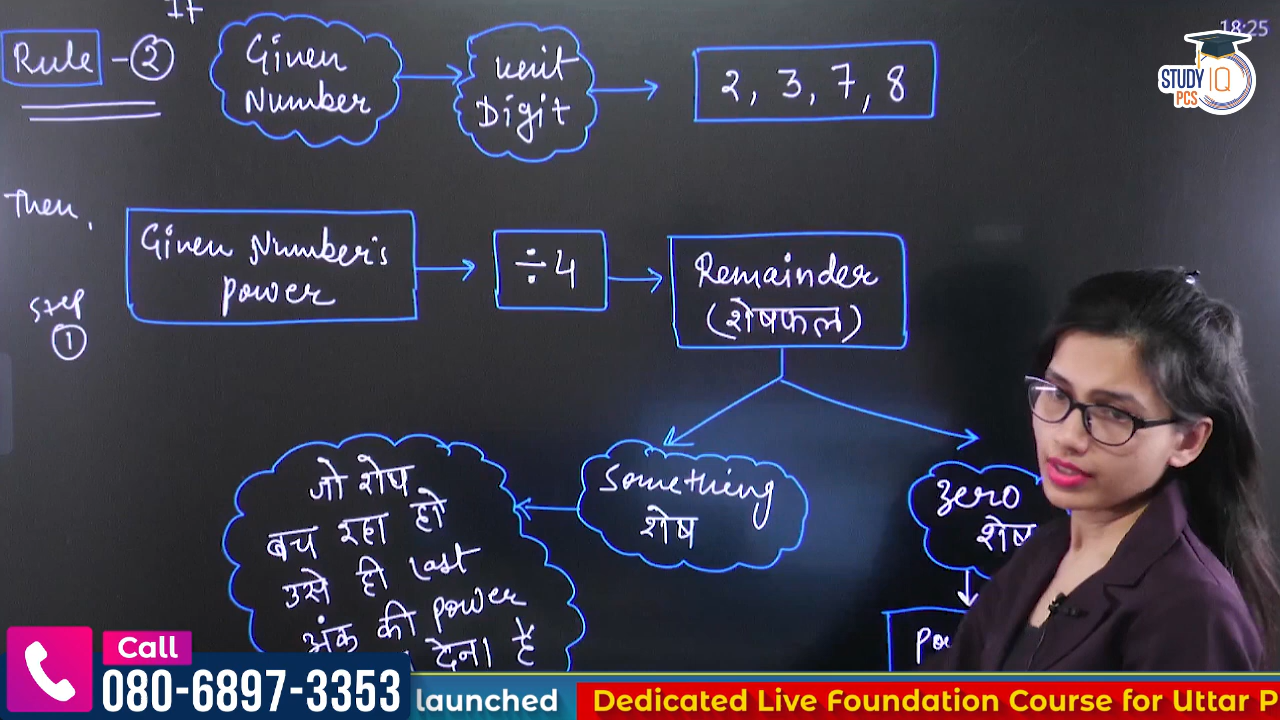 If
18:25
Rule - 2
Given
Number
unit
Digit
2, 3, 7, 8
STUDY IQ
PCS
Then,
Given Number's
power
÷4
Remainder
(शेषफल)
Step
1
Something
शेष
Zero
शेष
जो शेष
बच रहा हो
उसे ही last
अंक की power
देना है
Call
080-6897-3353
launched
Dedicated Live Foundation Course for Uttar P